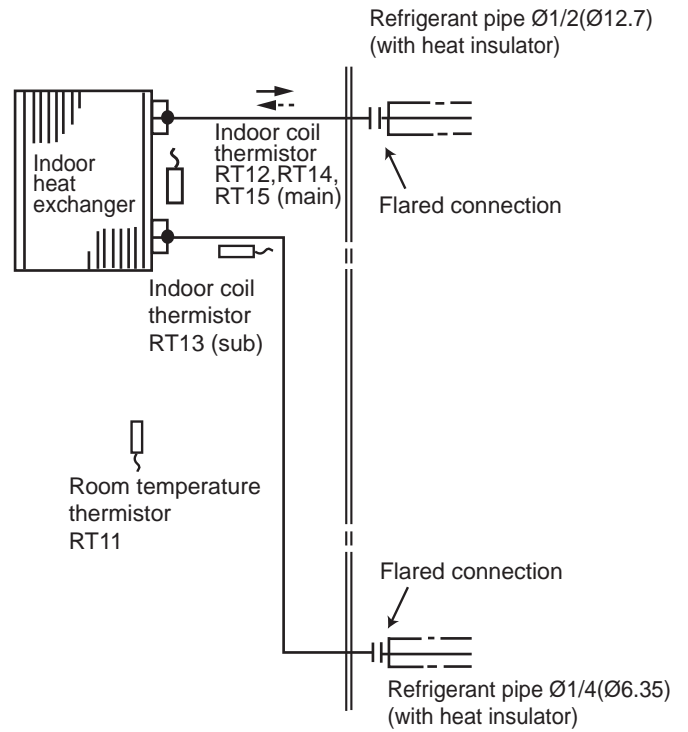 Refrigerant pipe Ø1/2(Ø12.7)
(with heat insulator)
Indoor
heat
exchanger
Indoor coil
thermistor
RT12,RT14,
RT15 (main)
Flared connection
Indoor coil
thermistor
RT13 (sub)
Room temperature
thermistor
RT11
Flared connection
Refrigerant pipe Ø1/4(Ø6.35)
(with heat insulator)